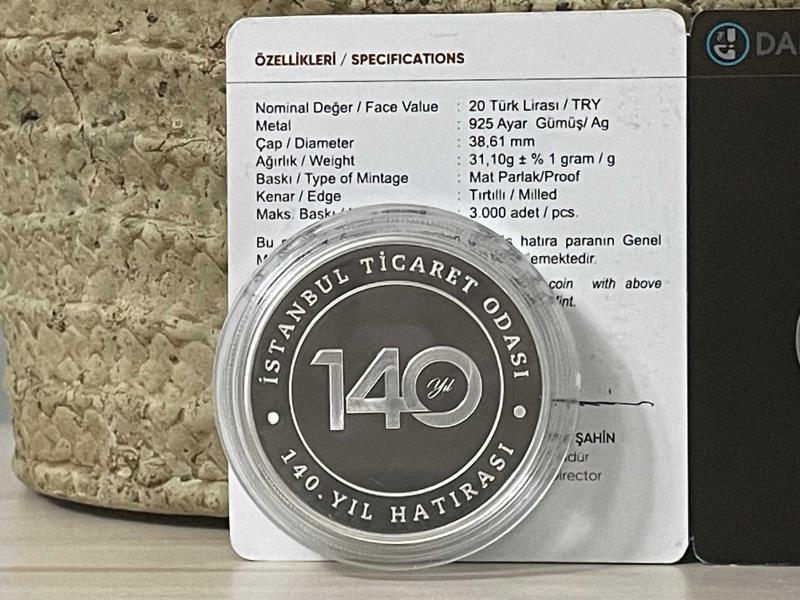 ÖZELLİKLERİ / SPECIFICATIONS
Nominal Değer / Face Value : 20 Türk Lirası / TRY
Metal : 925 Ayar Gümüş/ Ag
Çap / Diameter : 38,61 mm
Ağırlık / Weight : 31,10g ± % 1 gram / g
Baskı / Type of Mintage : Mat Parlak/Proof
Kenar / Edge : Tırtıllı / Milled
Maks. Baskı / : 3.000 adet / pcs.
Bu hatıra paranın Genel
emektedir.
coin with above
ŞAHİN
İSTANBUL TİCARET ODASI
140
Yıl
140.YIL HATIRASI
DA